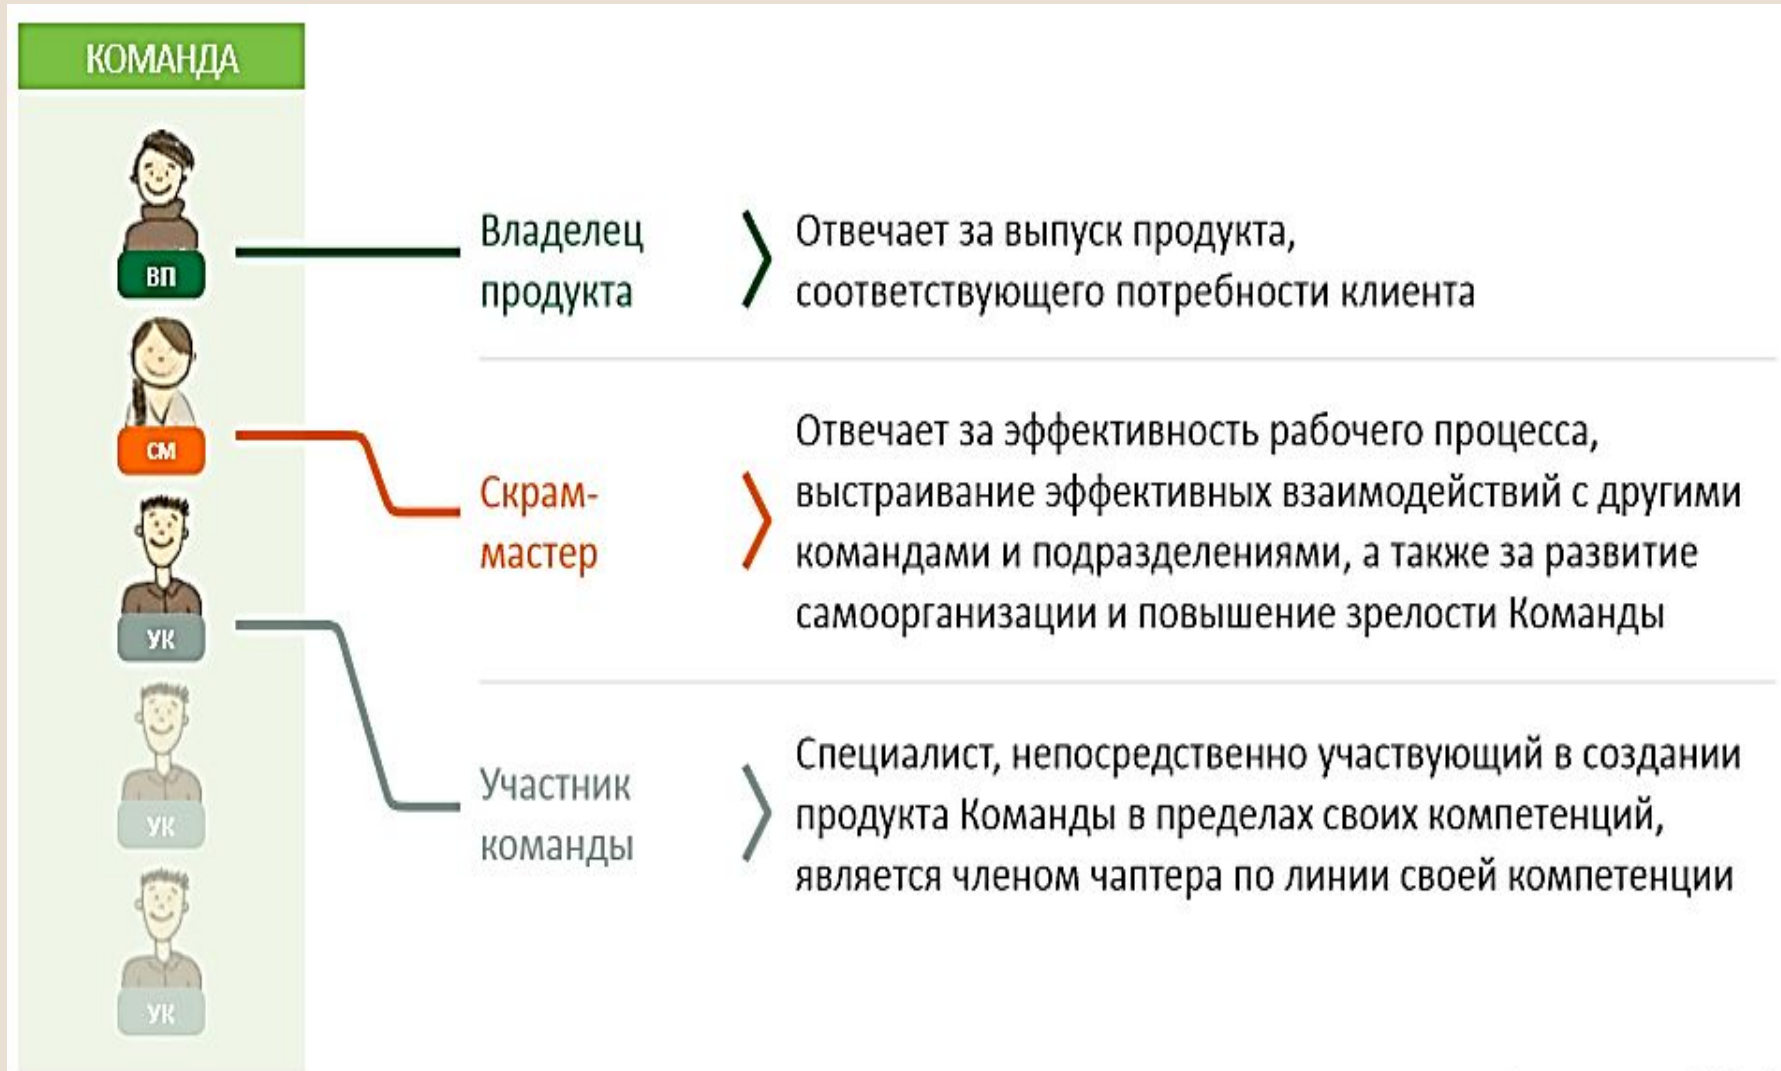 КОМАНДА
ВП
Владелец
продукта
Отвечает за выпуск продукта,
соответствующего потребности клиента
СМ
Скрам-
мастер
Отвечает за эффективность рабочего процесса,
выстраивание эффективных взаимодействий с другими
командами и подразделениями, а также за развитие
самоорганизации и повышение зрелости Команды
УК
Участник
команды
Специалист, непосредственно участвующий в создании
продукта Команды в пределах своих компетенций,
является членом чаптера по линии своей компетенции
УК
УК